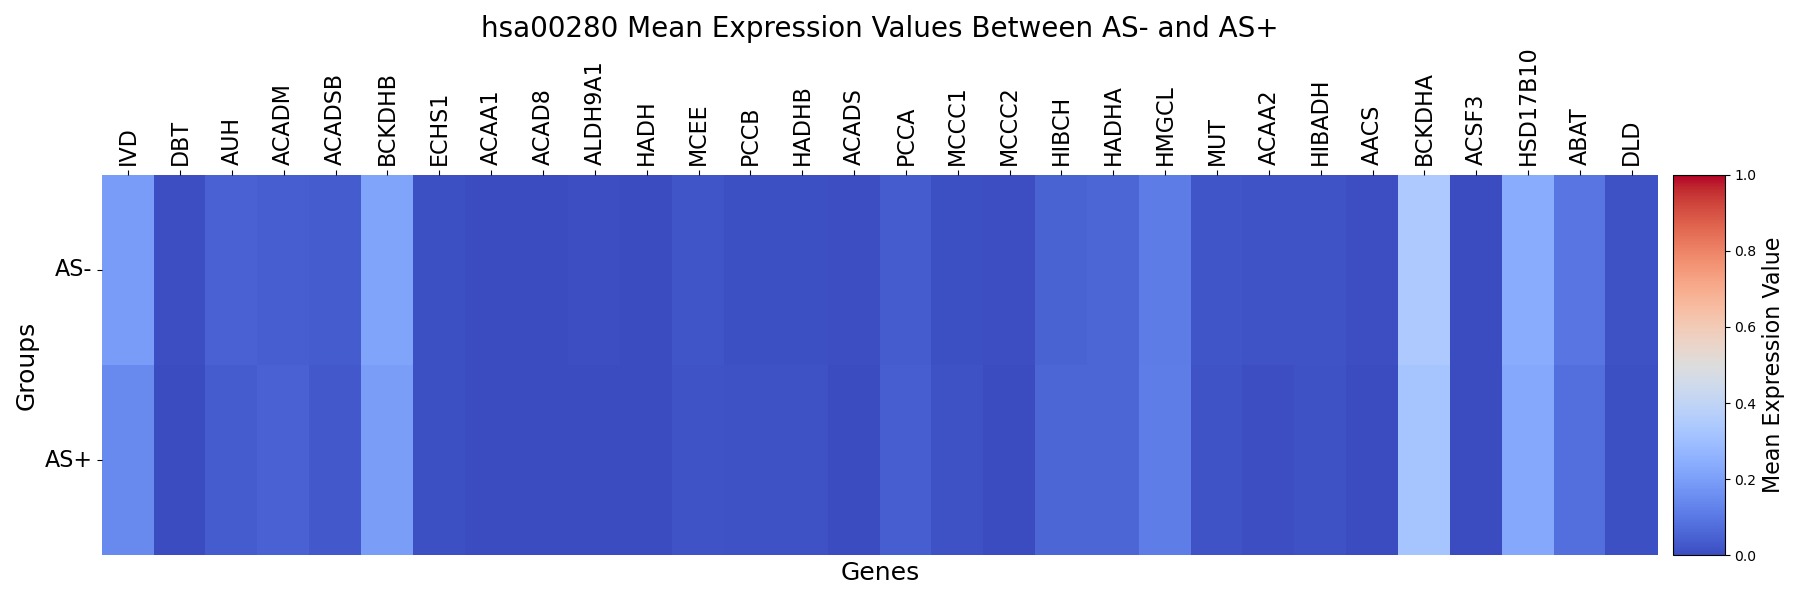 hsa00280 Mean Expression Values Between AS- and AS+
IVD
DBT
AUH
ACADM
ACADSB
BCKDHB
ECHS1
ACAA1
ACAD8
ALDH9A1
HADH
MCEE
PCCB
HADHB
ACADS
PCCA
MCCC1
MCCC2
HIBCH
HADHA
HMGCL
MUT
ACAA2
HIBADH
AACS
BCKDHA
ACSF3
HSD17B10
ABAT
DLD
Groups
AS-
AS+
Genes
1.0
0.8
0.6
0.4
0.2
0.0
Mean Expression Value